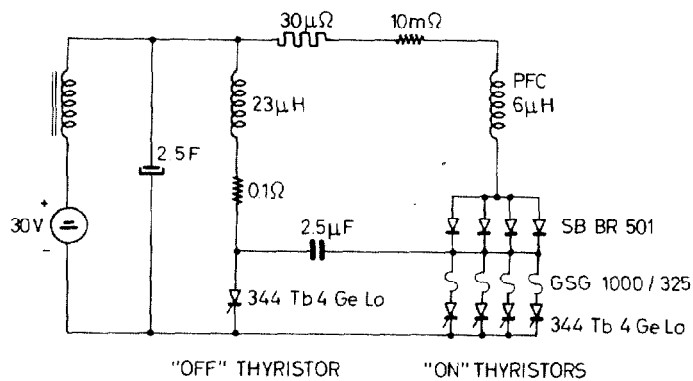 30μΩ 10mΩ
PFC
23μH 6μH
2.5F
0.1Ω
+
2.5μF
30V SB BR 501
-
GSG 1000 / 325
344 Tb 4 Ge Lo 344 Tb 4 Ge Lo
"OFF" THYRISTOR "ON" THYRISTORS